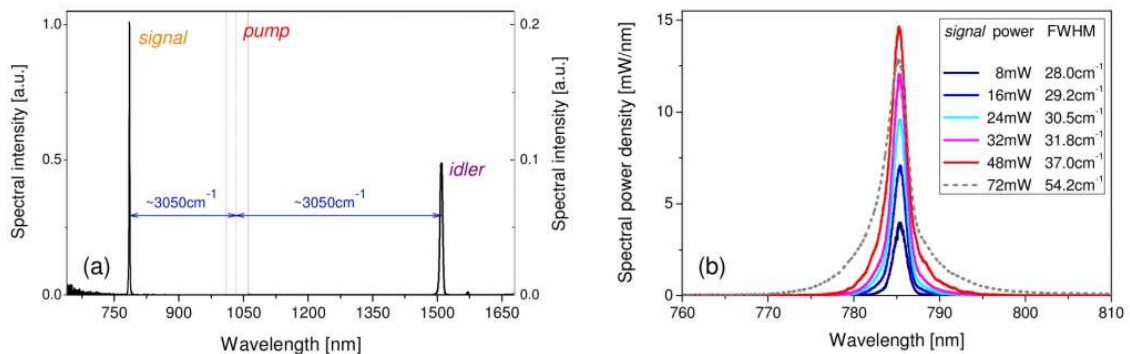 1.0
0.5
0.0
Spectral intensity [a.u.]
signal
pump
idler
~3050cm⁻¹
~3050cm⁻¹
(a)
0.2
0.1
0.0
Spectral intensity [a.u.]
750 900 1050 1200 1350 1500 1650
Wavelength [nm]
15
10
5
0
Spectral power density [mW/nm]
signal power FWHM
8mW 28.0cm⁻¹
16mW 29.2cm⁻¹
24mW 30.5cm⁻¹
32mW 31.8cm⁻¹
48mW 37.0cm⁻¹
72mW 54.2cm⁻¹
(b)
760 770 780 790 800 810
Wavelength [nm]